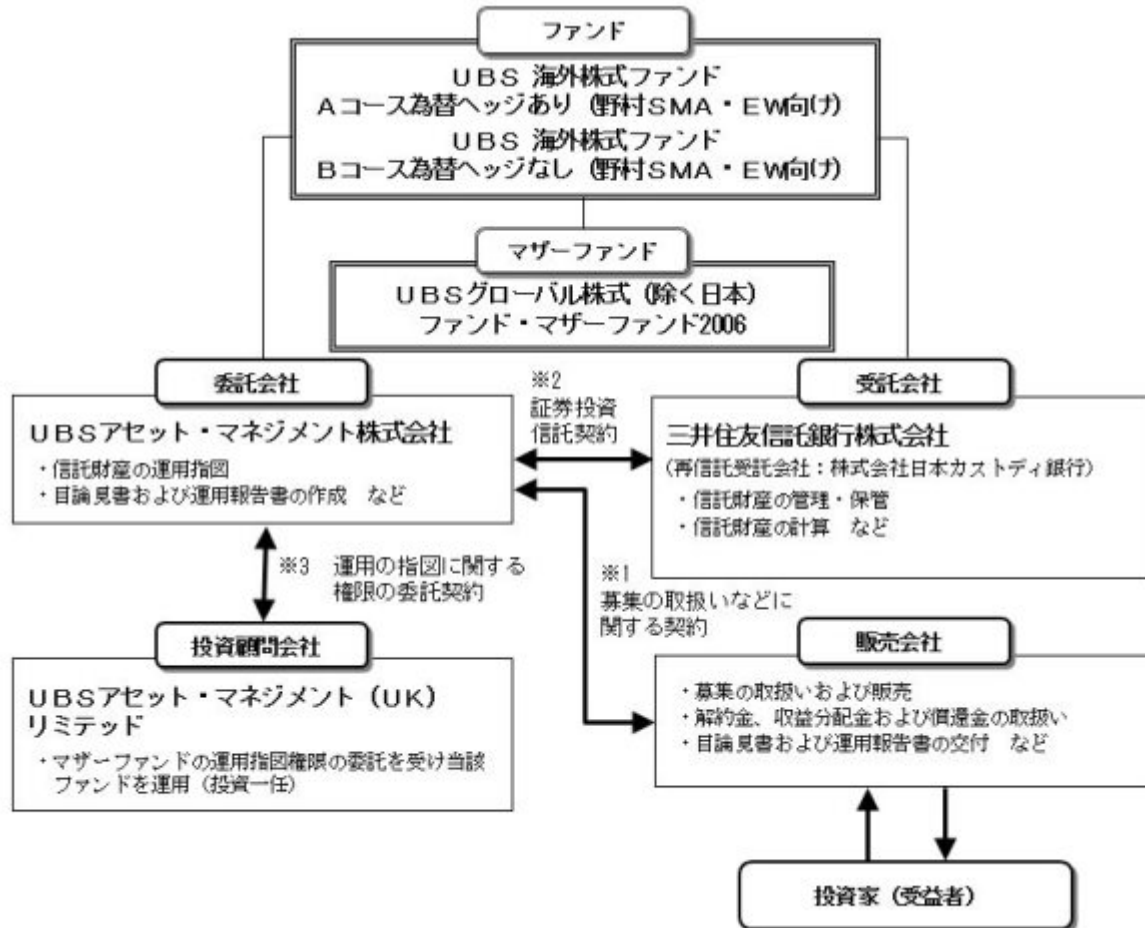 ファンド
UBS 海外株式ファンド
Aコース為替ヘッジあり（野村SMA・EW向け）
UBS 海外株式ファンド
Bコース為替ヘッジなし（野村SMA・EW向け）
マザーファンド
UBSグローバル株式（除く日本）
ファンド・マザーファンド2006
委託会社
UBSアセット・マネジメント株式会社
・信託財産の運用指図
・目論見書および運用報告書の作成　など
※2
証券投資
信託契約
受託会社
三井住友信託銀行株式会社
（再信託受託会社：株式会社日本カストディ銀行）
・信託財産の管理・保管
・信託財産の計算　など
※3　運用の指図に関する
権限の委託契約
※1
募集の取扱いなどに
関する契約
投資顧問会社
UBSアセット・マネジメント（UK）
リミテッド
・マザーファンドの運用指図権限の委託を受け当該
ファンドを運用（投資一任）
販売会社
・募集の取扱いおよび販売
・解約金、収益分配金および償還金の取扱い
・目論見書および運用報告書の交付　など
投資家（受益者）